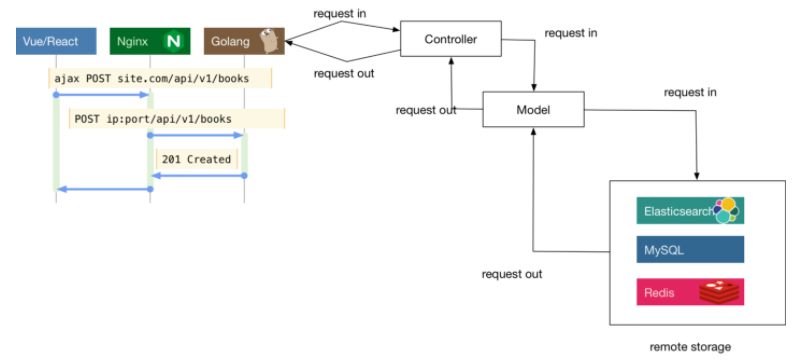 request in
Vue/React
Nginx
N
Golang
Controller
request in
request out
ajax POST site.com/api/v1/books
request out
Model
request in
POST ip:port/api/v1/books
201 Created
Elasticsearch
MySQL
request out
Redis
remote storage